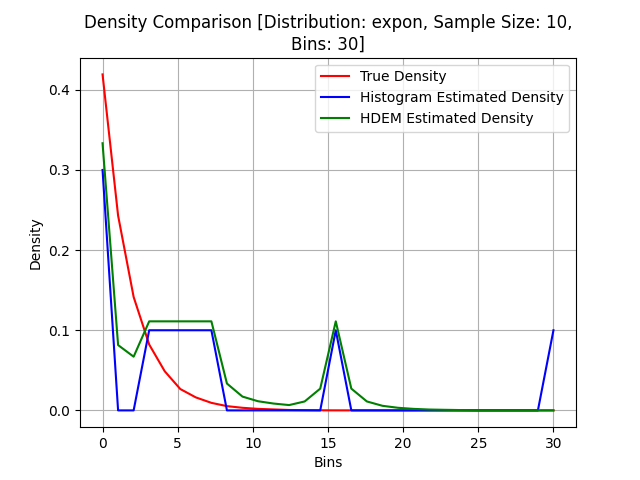 Density Comparison [Distribution: expon, Sample Size: 10,
Bins: 30]
True Density
Histogram Estimated Density
HDEM Estimated Density
Density
0.4
0.3
0.2
0.1
0.0
0 5 10 15 20 25 30
Bins